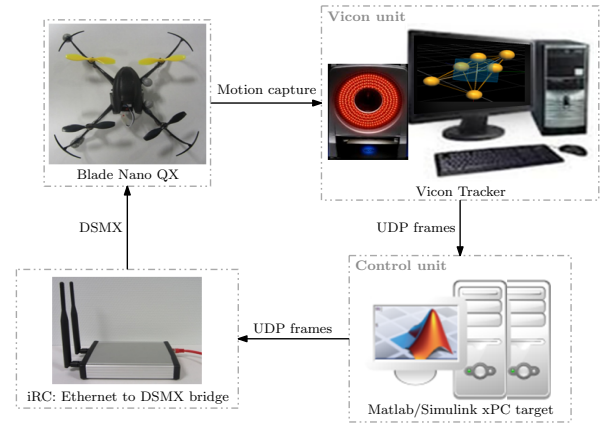 Vicon unit
Motion capture
Blade Nano QX
Vicon Tracker
DSMX
UDP frames
Control unit
UDP frames
iRC: Ethernet to DSMX bridge
Matlab/Simulink xPC target